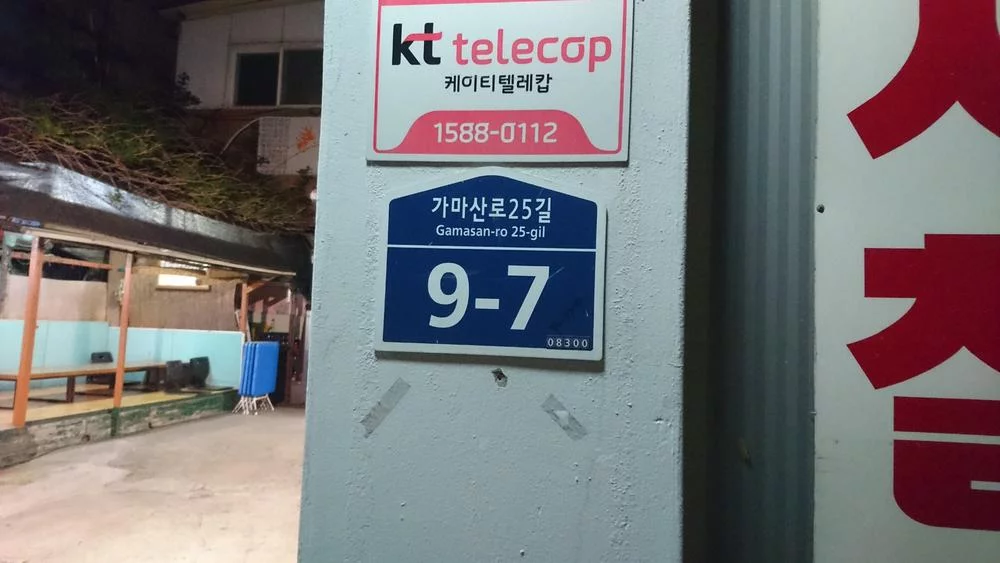 kt telecop
케이티텔레캅
1588-0112
가마산로25길
Gamasan-ro 25-gil
9-7
08300